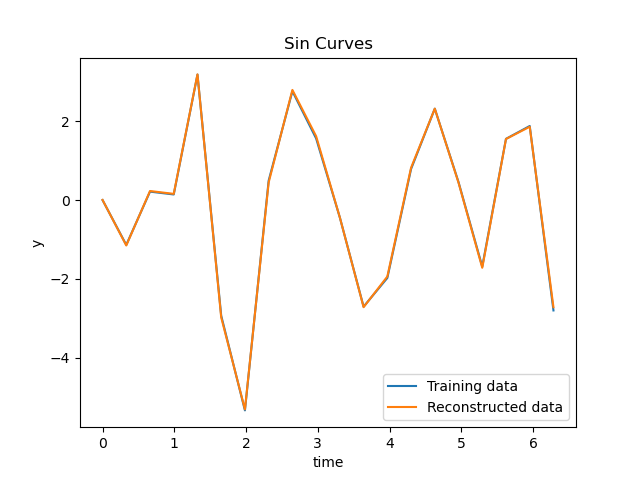 Sin Curves
y
2
0
−2
−4
0 1 2 3 4 5 6
time
Training data
Reconstructed data